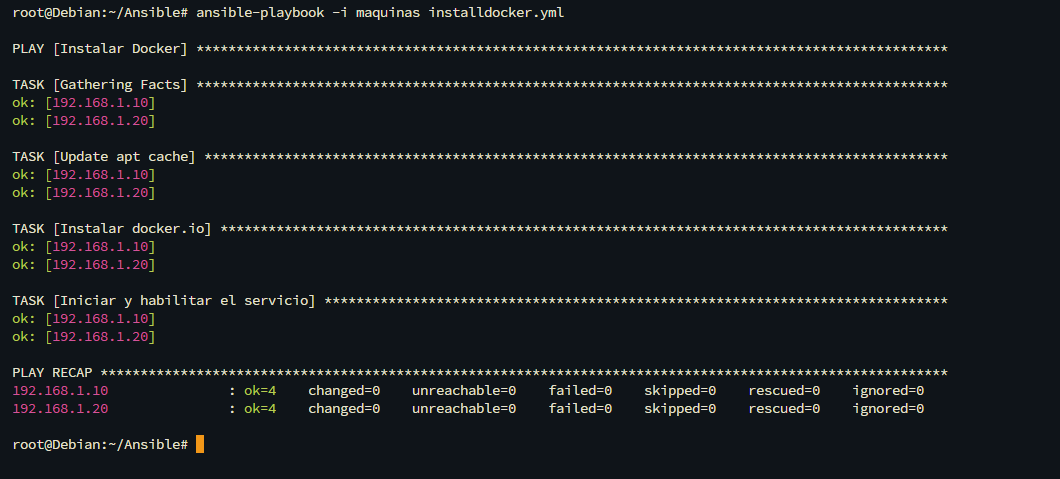 root@Debian:~/Ansible# ansible-playbook -i maquinas installdocker.yml
PLAY [Instalar Docker] **********************************************************************************************
TASK [Gathering Facts] **********************************************************************************************
ok: [192.168.1.10]
ok: [192.168.1.20]
TASK [Update apt cache] *********************************************************************************************
ok: [192.168.1.10]
ok: [192.168.1.20]
TASK [Instalar docker.io] *******************************************************************************************
ok: [192.168.1.10]
ok: [192.168.1.20]
TASK [Iniciar y habilitar el servicio] ******************************************************************************
ok: [192.168.1.10]
ok: [192.168.1.20]
PLAY RECAP **********************************************************************************************************
192.168.1.10               : ok=4    changed=0    unreachable=0    failed=0    skipped=0    rescued=0    ignored=0
192.168.1.20               : ok=4    changed=0    unreachable=0    failed=0    skipped=0    rescued=0    ignored=0
root@Debian:~/Ansible#